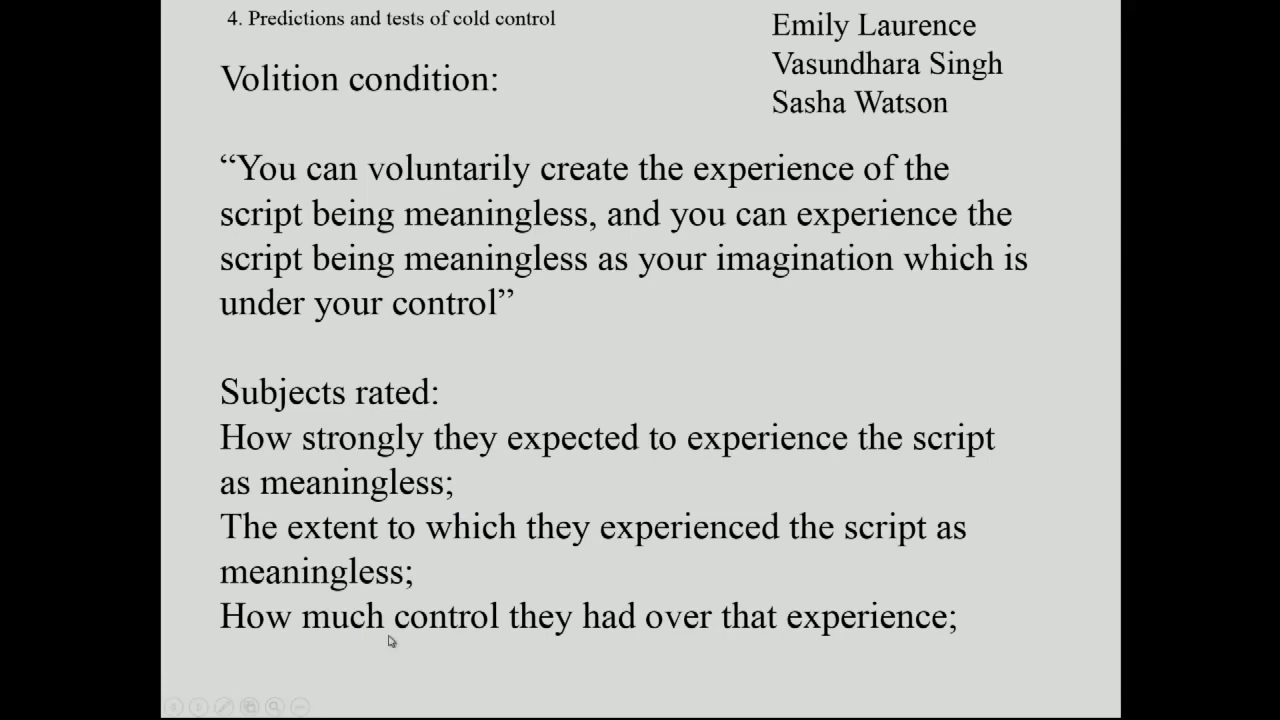 4. Predictions and tests of cold control
Emily Laurence
Vasundhara Singh
Sasha Watson
Volition condition:
“You can voluntarily create the experience of the
script being meaningless, and you can experience the
script being meaningless as your imagination which is
under your control”
Subjects rated:
How strongly they expected to experience the script
as meaningless;
The extent to which they experienced the script as
meaningless;
How much control they had over that experience;